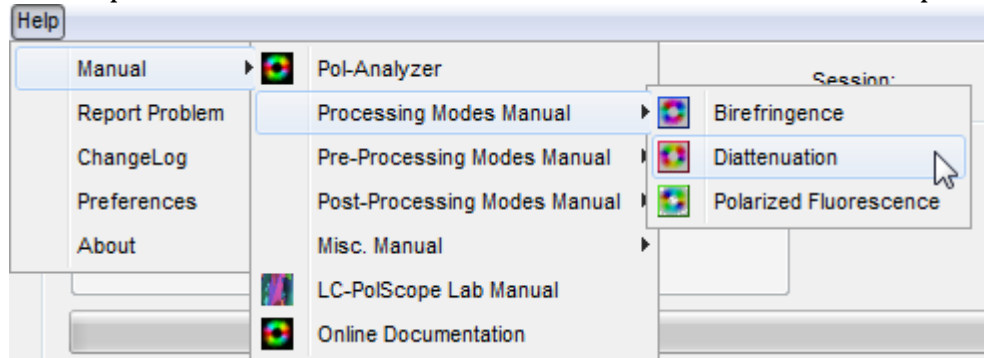 Help
Manual
Report Problem
ChangeLog
Preferences
About
Pol-Analyzer
Processing Modes Manual
Pre-Processing Modes Manual
Post-Processing Modes Manual
Misc. Manual
LC-PolScope Lab Manual
Online Documentation
Session:
Birefringence
Diattenuation
Polarized Fluorescence